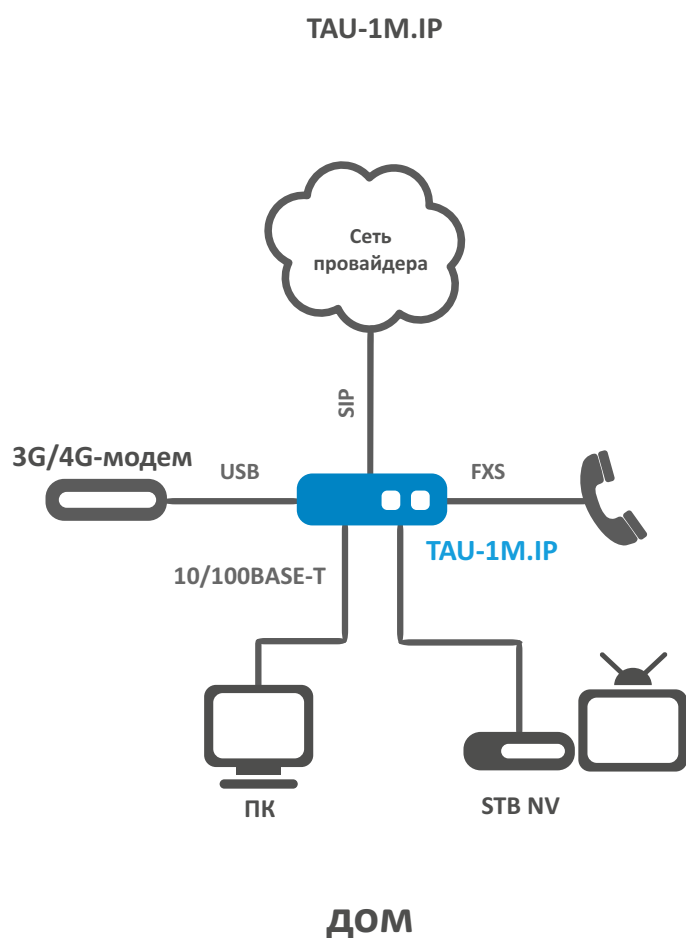 TAU-1M.IP
Сеть
провайдера
SIP
3G/4G-модем
USB
FXS
TAU-1M.IP
10/100BASE-T
ПК
STB NV
ДОМ